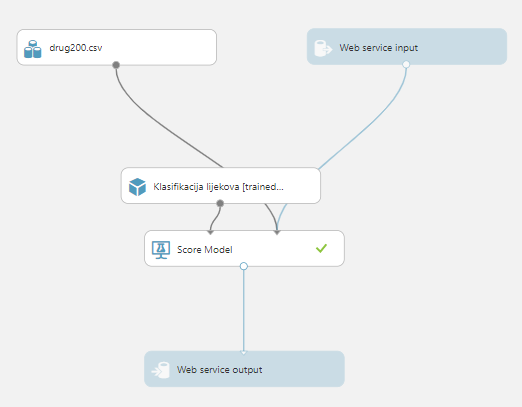 drug200.csv
Web service input
Klasifikacija lijekova [trained...
Score Model
Web service output